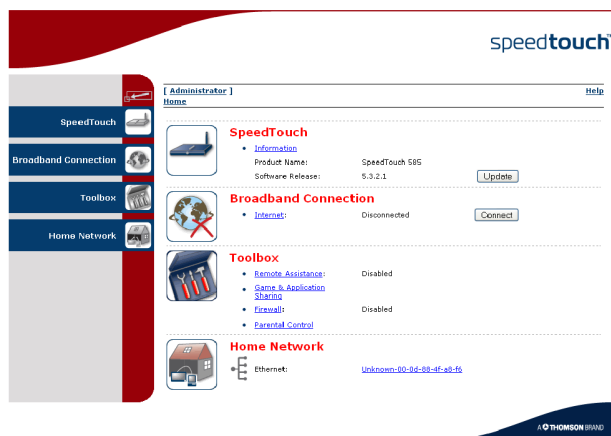 speedtouch™
[ Administrator ]
Help
Home
SpeedTouch
Broadband Connection
Toolbox
Home Network
SpeedTouch
Information
Product Name: SpeedTouch 585
Software Release: 5.3.2.1 Update
Broadband Connection
Internet: Disconnected Connect
Toolbox
Remote Assistance: Disabled
Game & Application
Sharing
Firewall: Disabled
Parental Control
Home Network
Ethernet: Unknown-00-0d-88-4f-a8-f6
A THOMSON BRAND